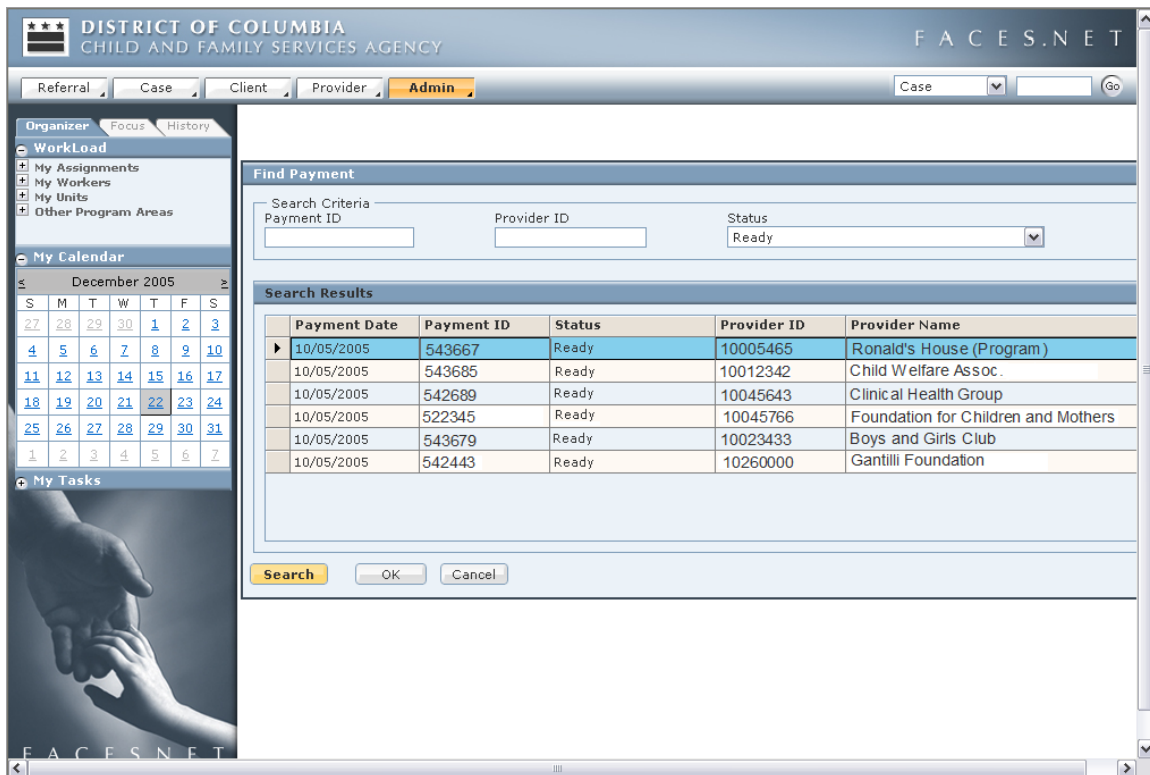 DISTRICT OF COLUMBIA
CHILD AND FAMILY SERVICES AGENCY
FACES.NET
Referral Case Client Provider Admin
Case Go
Organizer Focus History
WorkLoad
My Assignments
My Workers
My Units
Other Program Areas
My Calendar
< December 2005 >
S M T W T F S
27 28 29 30 1 2 3
4 5 6 7 8 9 10
11 12 13 14 15 16 17
18 19 20 21 22 23 24
25 26 27 28 29 30 31
1 2 3 4 5 6 7
My Tasks
FACESNET
Find Payment
Search Criteria
Payment ID Provider ID Status
Ready
Search Results
Payment Date Payment ID Status Provider ID Provider Name
10/05/2005 543667 Ready 10005465 Ronald's House (Program)
10/05/2005 543685 Ready 10012342 Child Welfare Assoc.
10/05/2005 542689 Ready 10045643 Clinical Health Group
10/05/2005 522345 Ready 10045766 Foundation for Children and Mothers
10/05/2005 543679 Ready 10023433 Boys and Girls Club
10/05/2005 542443 Ready 10260000 Gantilli Foundation
Search OK Cancel